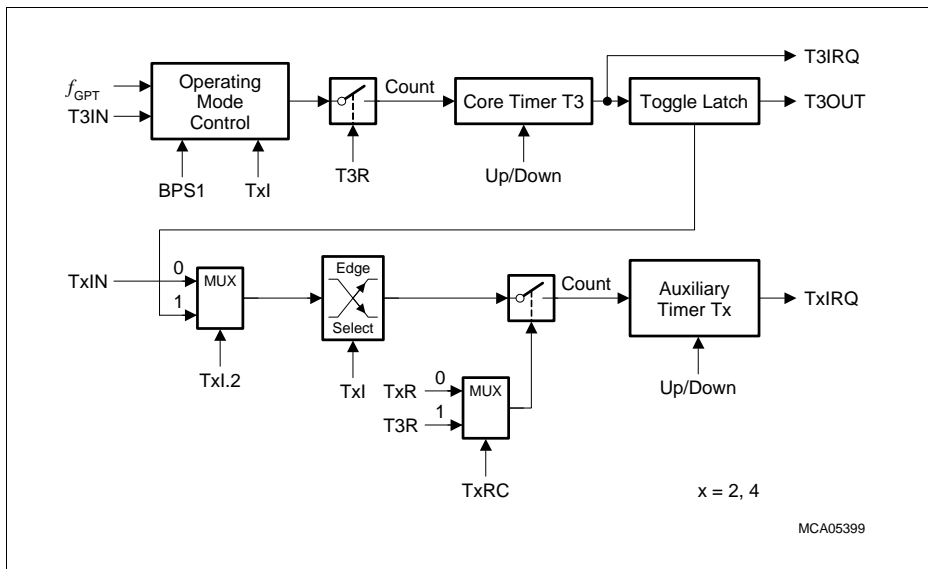 T3IRQ
f GPT
T3IN
Operating
Mode
Control
Count
Core Timer T3
Toggle Latch
T3OUT
BPS1
TxI
T3R
Up/Down
TxIN
0
1
MUX
Edge
Select
Count
Auxiliary
Timer Tx
TxIRQ
TxI.2
TxI
TxR
T3R
0
1
MUX
Up/Down
TxRC
x = 2, 4
MCA05399